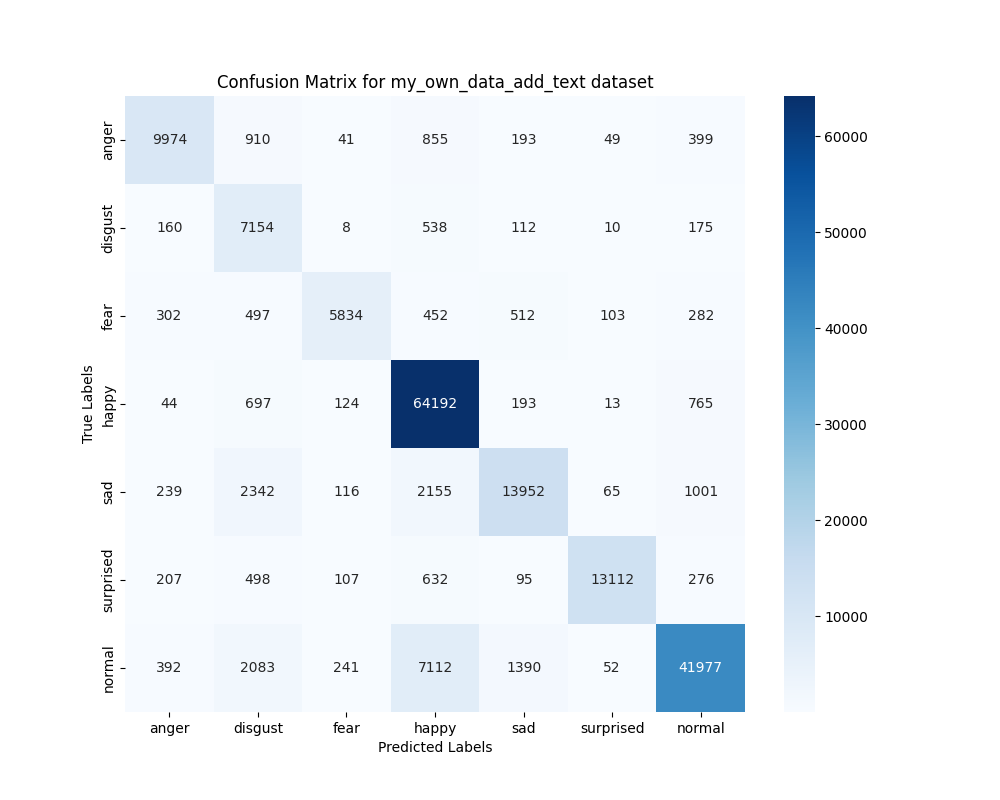 Confusion Matrix for my_own_data_add_text dataset
anger 9974 910 41 855 193 49 399
disgust 160 7154 8 538 112 10 175
fear 302 497 5834 452 512 103 282
happy 44 697 124 64192 193 13 765
sad 239 2342 116 2155 13952 65 1001
surprised 207 498 107 632 95 13112 276
normal 392 2083 241 7112 1390 52 41977
anger disgust fear happy sad surprised normal
Predicted Labels
True Labels
60000
50000
40000
30000
20000
10000